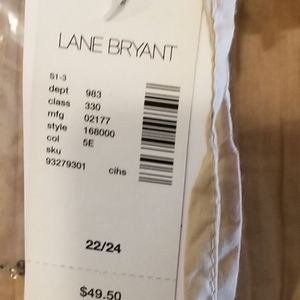 LANE BRYANT
51-3
dept 983
class 330
mfg 02177
style 168000
col 5E
sku
93279301 cihs
22/24
$49.50